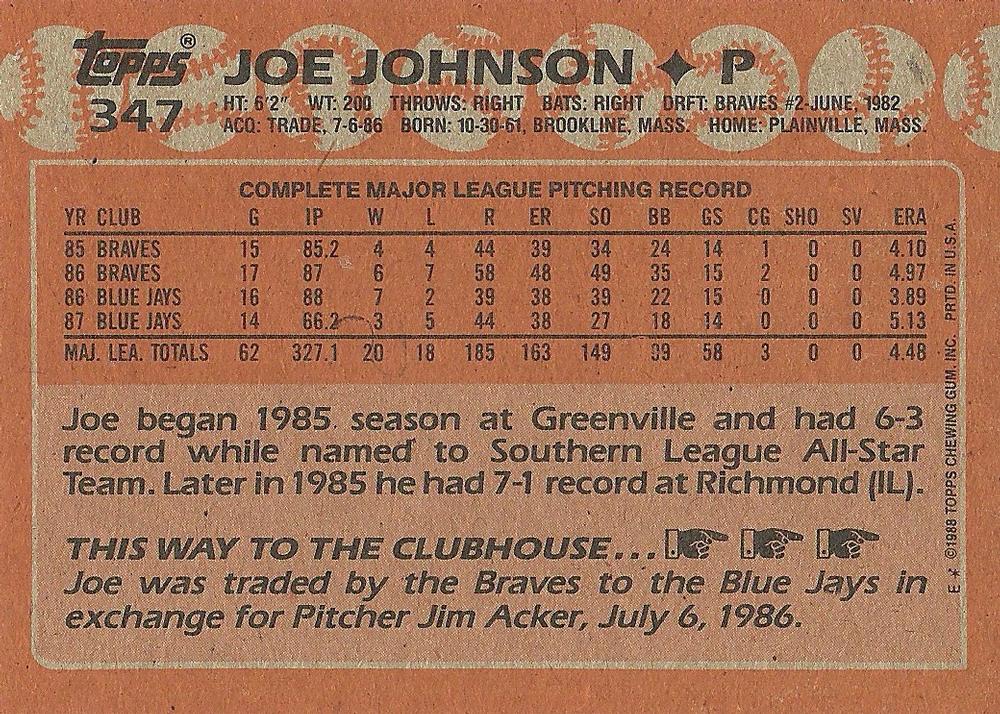 topps® JOE JOHNSON ✦ P
347 HT: 6'2" WT: 200 THROWS: RIGHT BATS: RIGHT DRFT: BRAVES #2-JUNE, 1982
ACQ: TRADE, 7-6-86 BORN: 10-30-61, BROOKLINE, MASS. HOME: PLAINVILLE, MASS.
COMPLETE MAJOR LEAGUE PITCHING RECORD
YR CLUB G IP W L R ER SO BB GS CG SHO SV ERA
85 BRAVES 15 85.2 4 4 44 39 34 24 14 1 0 0 4.10
86 BRAVES 17 87 6 7 58 48 49 35 15 2 0 0 4.97
86 BLUE JAYS 16 88 7 2 39 38 39 22 15 0 0 0 3.89
87 BLUE JAYS 14 66.2 3 5 44 38 27 18 14 0 0 0 5.13
MAJ. LEA. TOTALS 62 327.1 20 18 185 163 149 99 58 3 0 0 4.48
Joe began 1985 season at Greenville and had 6-3
record while named to Southern League All-Star
Team. Later in 1985 he had 7-1 record at Richmond (IL).
THIS WAY TO THE CLUBHOUSE...
Joe was traded by the Braves to the Blue Jays in
exchange for Pitcher Jim Acker, July 6, 1986.
E * ©1988 TOPPS CHEWING GUM, INC. PRTD. IN U.S.A.